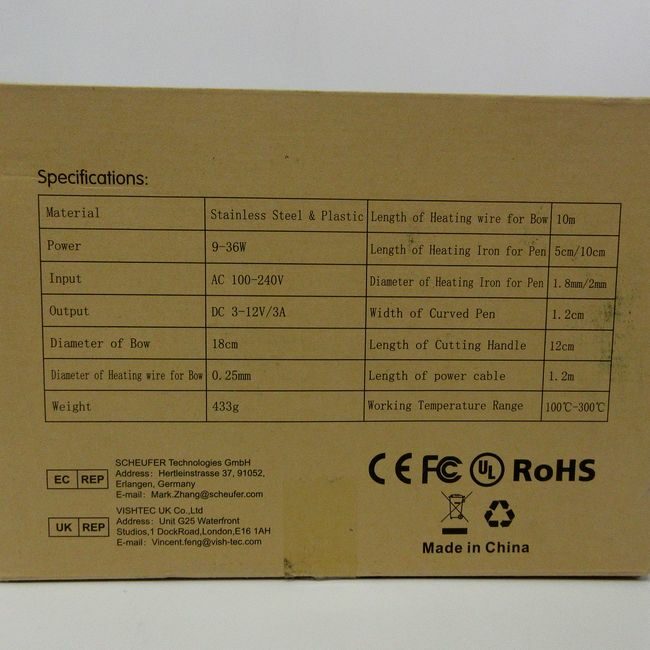 Specifications:
Material Stainless Steel & Plastic Length of Heating wire for Bow 10m
Power 9-36W Length of Heating Iron for Pen 5cm/10cm
Input AC 100-240V Diameter of Heating Iron for Pen 1.8mm/2mm
Output DC 3-12V/3A Width of Curved Pen 1.2cm
Diameter of Bow 18cm Length of Cutting Handle 12cm
Diameter of Heating wire for Bow 0.25mm Length of power cable 1.2m
Weight 433g Working Temperature Range 100℃-300℃
EC REP
SCHEUFER Technologies GmbH
Address: Hertleinstrasse 37, 91052,
Erlangen, Germany
E-mail: Mark.Zhang@scheufer.com
UK REP
VISHTEC UK Co.,Ltd
Address: Unit G25 Waterfront
Studios,1 DockRoad,London,E16 1AH
E-mail: Vincent.feng@vish-tec.com
CE FC UL RoHS
Made in China